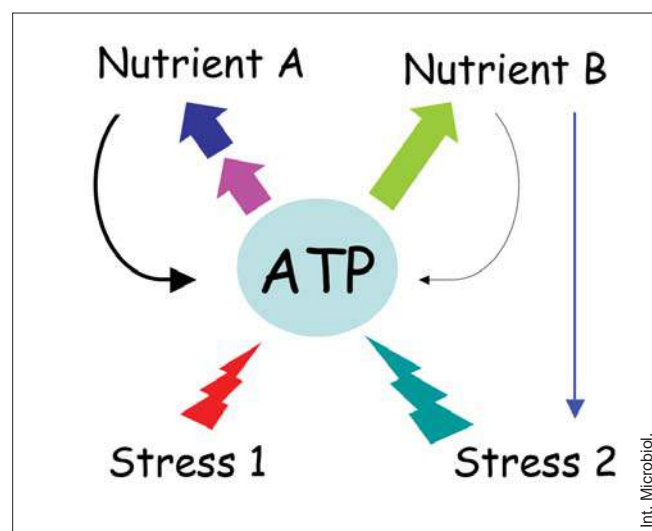 Nutrient A
Nutrient B
ATP
Stress 1
Stress 2
Int. Microbiol.